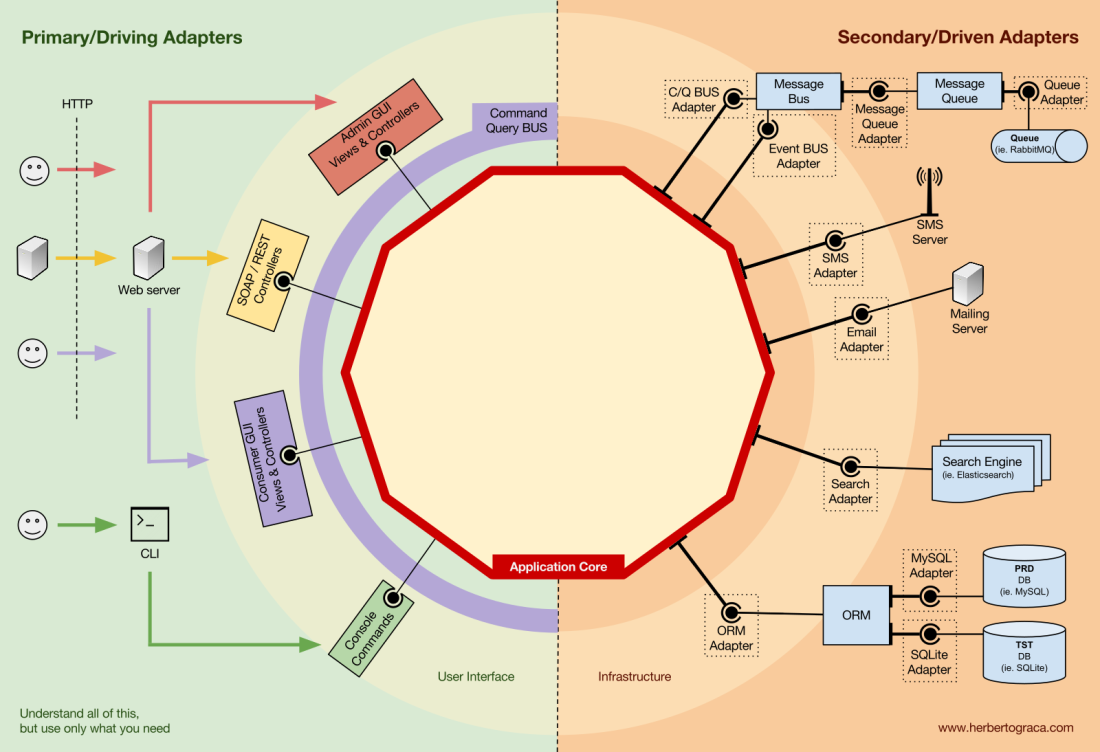 Primary/Driving Adapters
Secondary/Driven Adapters
HTTP
Admin GUI
Views & Controllers
Command
Query BUS
C/Q BUS
Adapter
Message
Bus
Message
Queue
Adapter
Message
Queue
Queue
Adapter
Queue
(ie. RabbitMQ)
Event BUS
Adapter
SOAP / REST
Controllers
Web server
SMS
Adapter
SMS
Server
Email
Adapter
Mailing
Server
Consumer GUI
Views & Controllers
Search
Adapter
Search Engine
(ie. Elasticsearch)
>_
CLI
Application Core
Console
Commands
ORM
Adapter
ORM
MySQL
Adapter
PRD
DB
(ie. MySQL)
SQLite
Adapter
TST
DB
(ie. SQLite)
User Interface
Infrastructure
Understand all of this,
but use only what you need
www.herbertograca.com